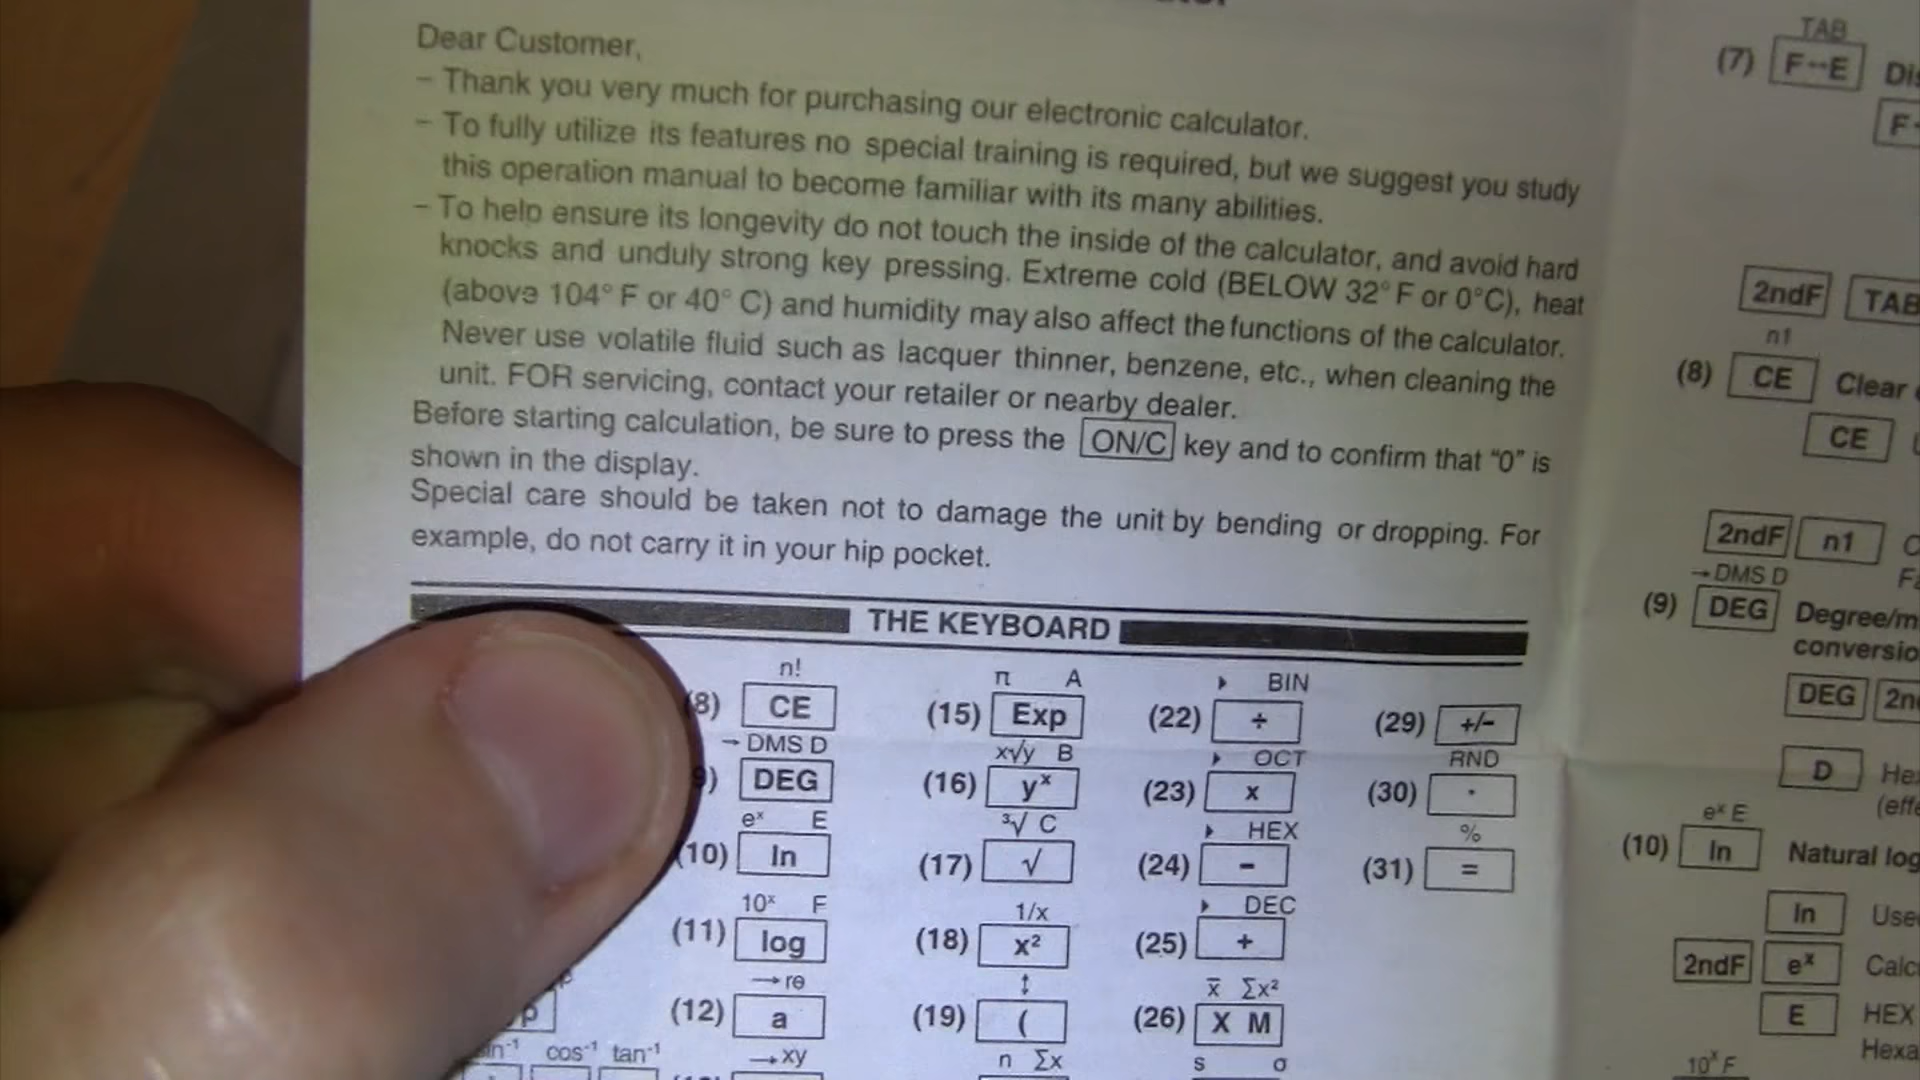 Dear Customer,
– Thank you very much for purchasing our electronic calculator.
– To fully utilize its features no special training is required, but we suggest you study
this operation manual to become familiar with its many abilities.
– To help ensure its longevity do not touch the inside of the calculator, and avoid hard
knocks and unduly strong key pressing. Extreme cold (BELOW 32° F or 0°C), heat
(above 104° F or 40° C) and humidity may also affect the functions of the calculator.
Never use volatile fluid such as lacquer thinner, benzene, etc., when cleaning the
unit. FOR servicing, contact your retailer or nearby dealer.
Before starting calculation, be sure to press the ON/C key and to confirm that “0” is
shown in the display.
Special care should be taken not to damage the unit by bending or dropping. For
example, do not carry it in your hip pocket.
THE KEYBOARD
n! π A ▸ BIN
(8) CE (15) Exp (22) ÷ (29) +/−
→DMS D x√y B ▸ OCT RND
DEG (16) yˣ (23) x (30) ·
eˣ E ³√ C ▸ HEX %
(10) ln (17) √ (24) − (31) =
10ˣ F 1/x ▸ DEC
(11) log (18) x² (25) +
→rθ ↕ x̄ Σx²
(12) a (19) ( (26) X M
cos⁻¹ tan⁻¹ →xy n Σx s σ
TAB
(7) F↔E
2ndF TAB
n1
(8) CE Clear
CE
2ndF n1
→DMS D
(9) DEG Degree/m
conversio
DEG 2n
D
eˣ E
(10) ln Natural log
ln
2ndF eˣ
E HEX
Hexa
10ˣ F